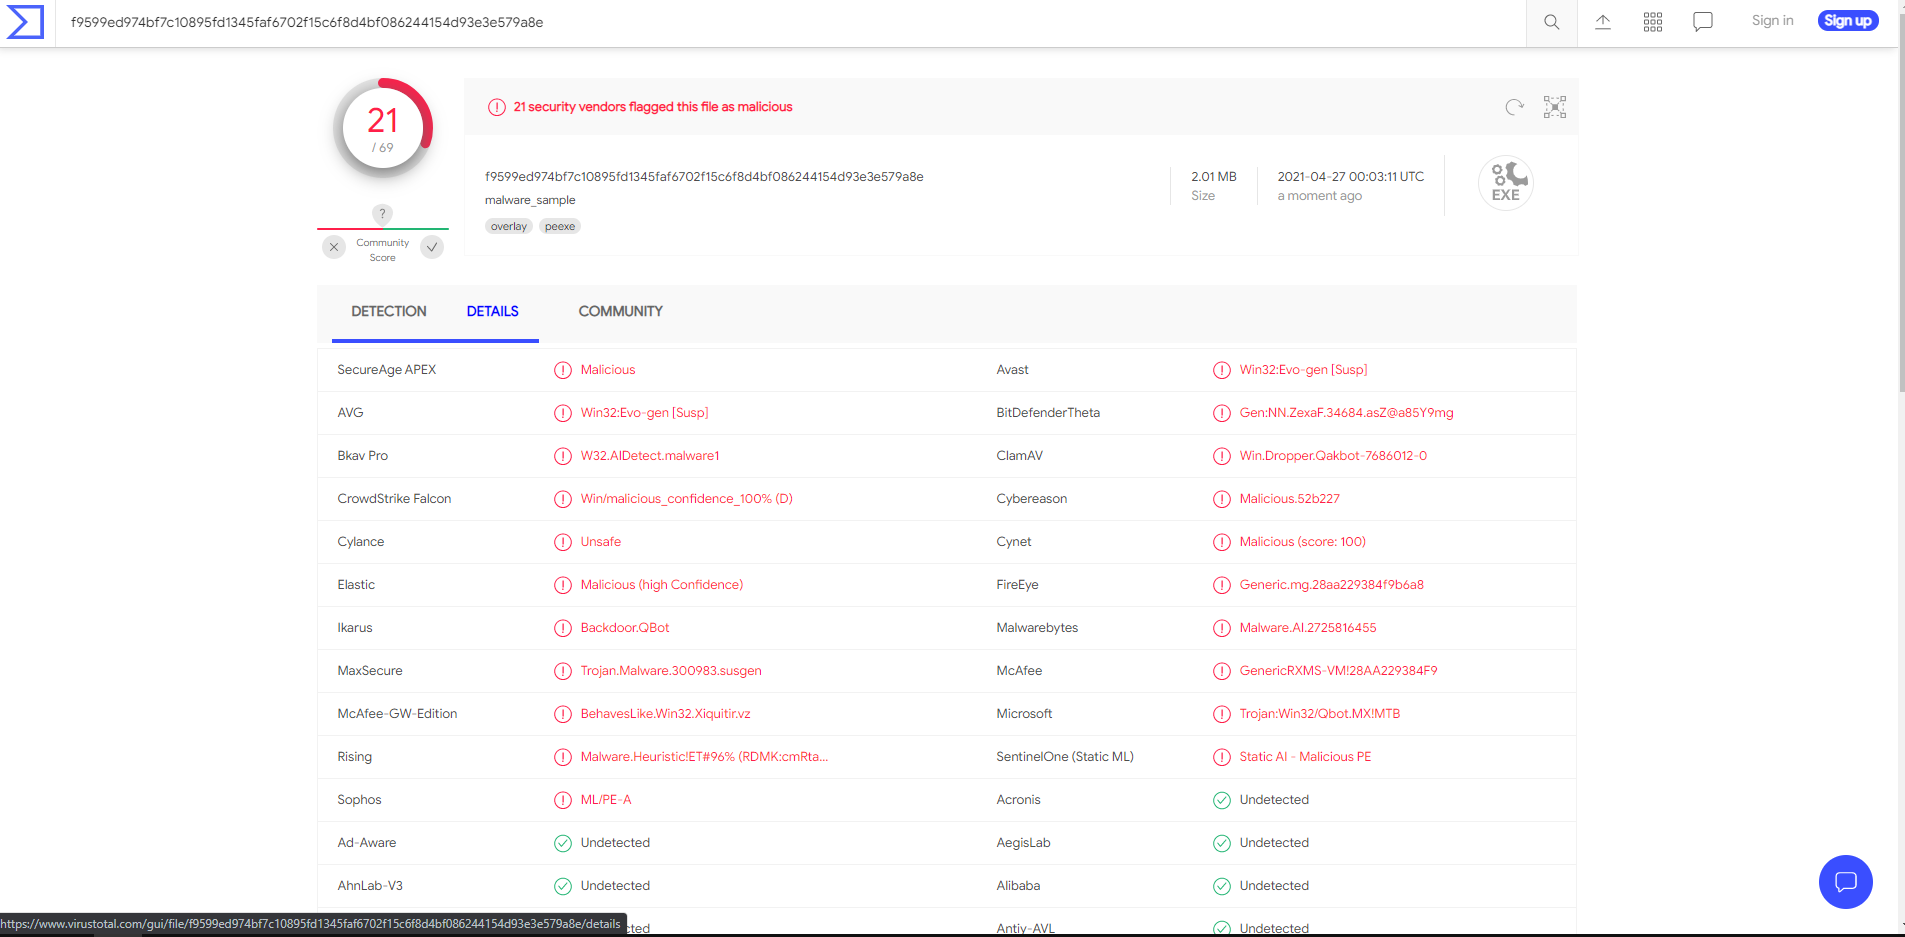 f9599ed974bf7c10895fd1345faf6702f15c6f8d4bf086244154d93e3e579a8e
Sign in
Sign up
21
/ 69
?
Community
Score
21 security vendors flagged this file as malicious
f9599ed974bf7c10895fd1345faf6702f15c6f8d4bf086244154d93e3e579a8e
malware_sample
overlay peexe
2.01 MB
Size
2021-04-27 00:03:11 UTC
a moment ago
EXE
DETECTION DETAILS COMMUNITY
SecureAge APEX Malicious Avast Win32:Evo-gen [Susp]
AVG Win32:Evo-gen [Susp] BitDefenderTheta Gen:NN.ZexaF.34684.asZ@a85Y9mg
Bkav Pro W32.AIDetect.malware1 ClamAV Win.Dropper.Qakbot-7686012-0
CrowdStrike Falcon Win/malicious_confidence_100% (D) Cybereason Malicious.52b227
Cylance Unsafe Cynet Malicious (score: 100)
Elastic Malicious (high Confidence) FireEye Generic.mg.28aa229384f9b6a8
Ikarus Backdoor.QBot Malwarebytes Malware.AI.2725816455
MaxSecure Trojan.Malware.300983.susgen McAfee GenericRXMS-VM!28AA229384F9
McAfee-GW-Edition BehavesLike.Win32.Xiquitir.vz Microsoft Trojan:Win32/Qbot.MX!MTB
Rising Malware.Heuristic!ET#96% (RDMK:cmRta... SentinelOne (Static ML) Static AI - Malicious PE
Sophos ML/PE-A Acronis Undetected
Ad-Aware Undetected AegisLab Undetected
AhnLab-V3 Undetected Alibaba Undetected
cted Antiy-AVL Undetected
https://www.virustotal.com/gui/file/f9599ed974bf7c10895fd1345faf6702f15c6f8d4bf086244154d93e3e579a8e/details